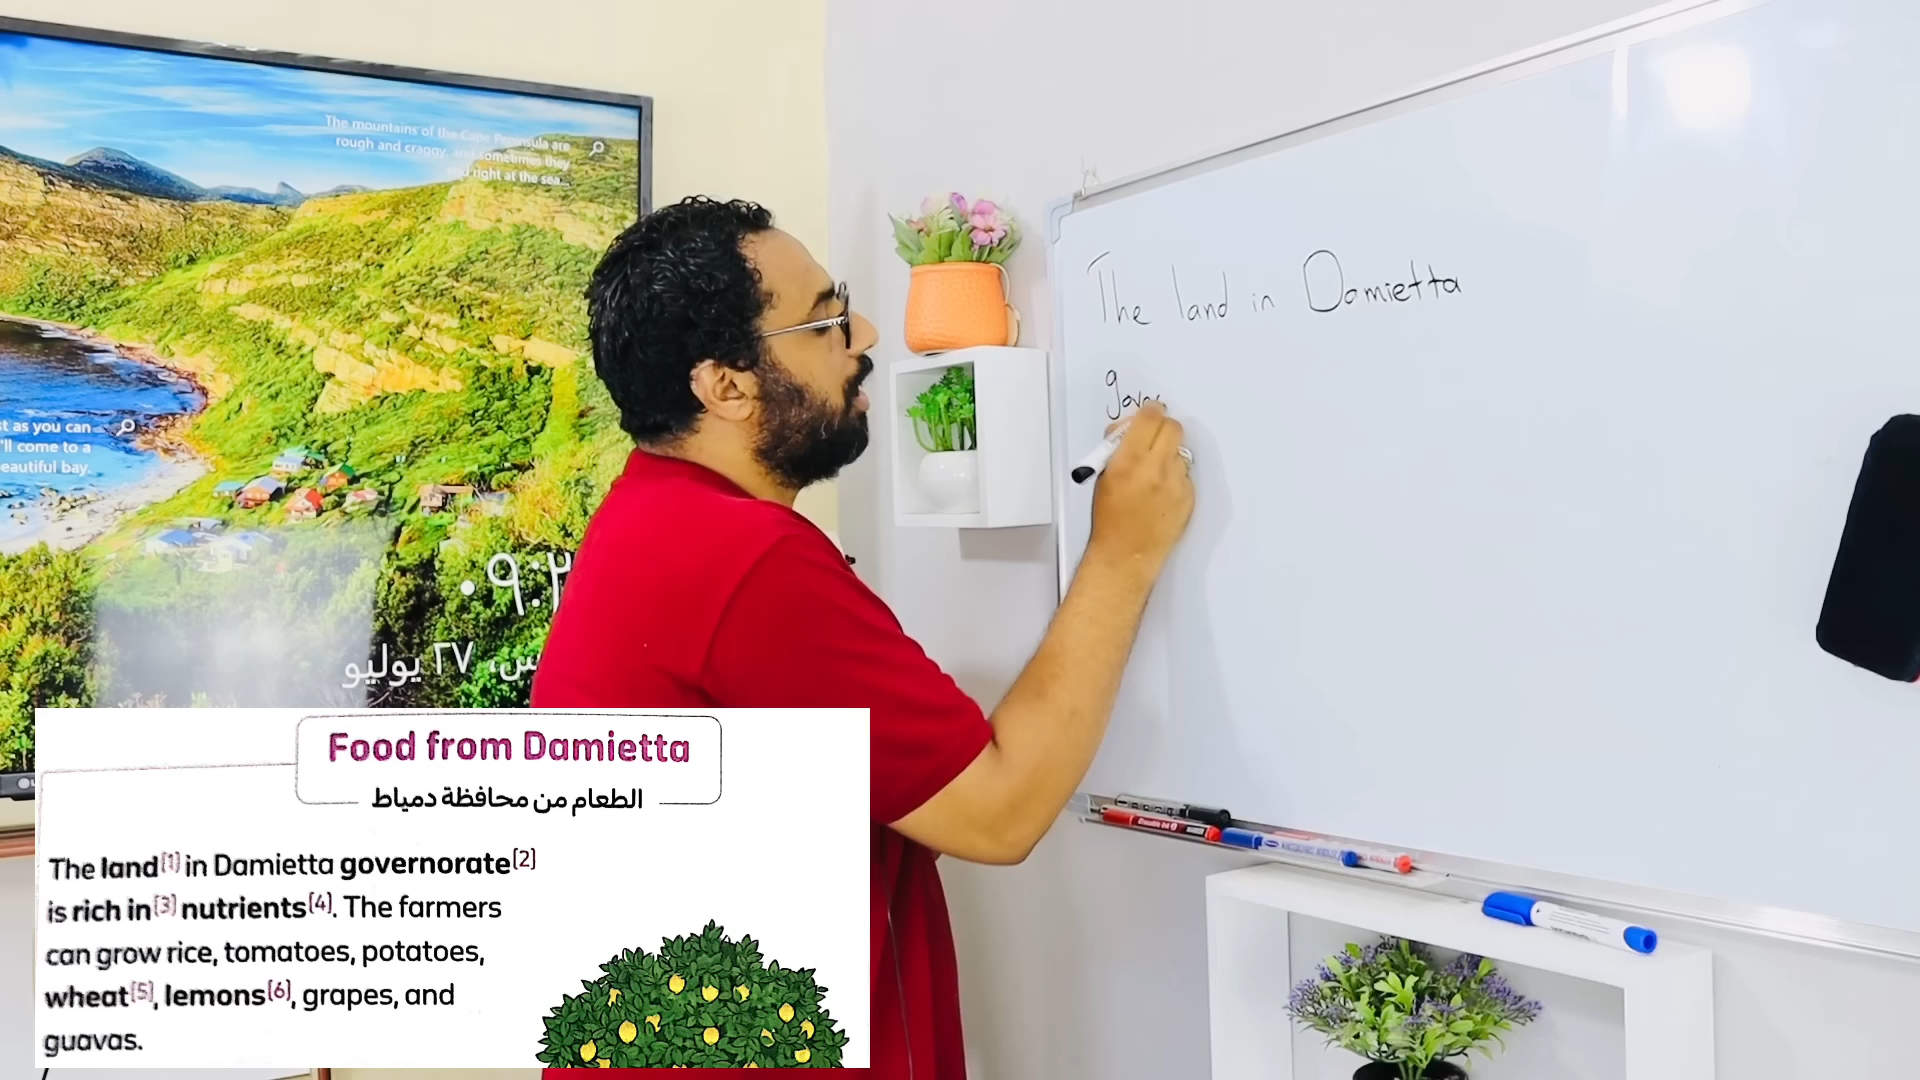 The mountains of the Cape Peninsula are
rough and craggy, and sometimes they
end right at the sea...
st as you can
'll come to a
eautiful bay.
٠٩:٢
س، ٢٧ يوليو
The land in Damietta
gove
Food from Damietta
الطعام من محافظة دمياط
The land[1] in Damietta governorate[2]
is rich in[3] nutrients[4]. The farmers
can grow rice, tomatoes, potatoes,
wheat[5], lemons[6], grapes, and
guavas.